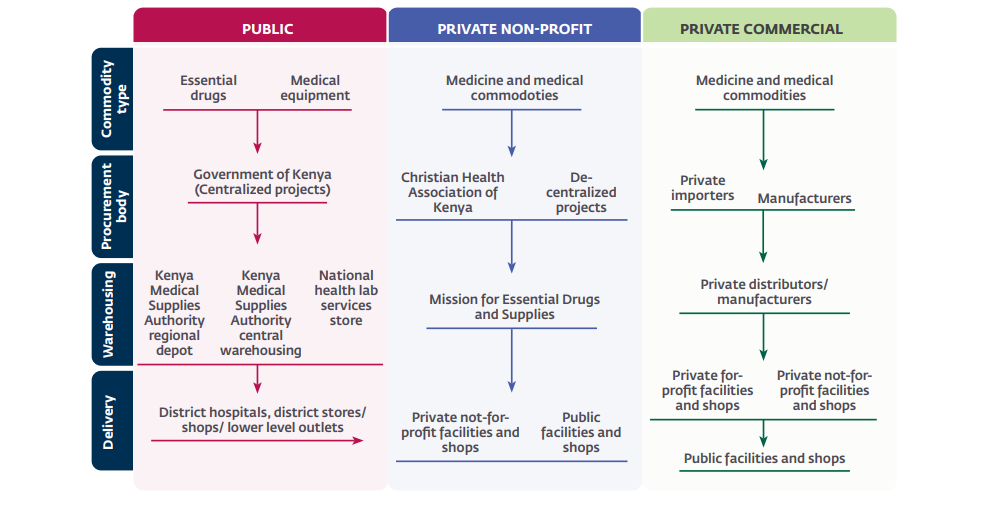 PUBLIC
PRIVATE NON-PROFIT
PRIVATE COMMERCIAL
Commodity
type
Essential
drugs
Medical
equipment
Medicine and medical
commodoties
Medicine and medical
commodities
Procurement
body
Government of Kenya
(Centralized projects)
Christian Health
Association of
Kenya
De-
centralized
projects
Private
importers
Manufacturers
Warehousing
Kenya
Medical
Supplies
Authority
regional
depot
Kenya
Medical
Supplies
Authority
central
warehousing
National
health lab
services
store
Mission for Essential Drugs
and Supplies
Private distributors/
manufacturers
Delivery
District hospitals, district stores/
shops/ lower level outlets
Private not-for-
profit facilities and
shops
Public
facilities and
shops
Private for-
profit facilities
and shops
Private not-for-
profit facilities
and shops
Public facilities and shops